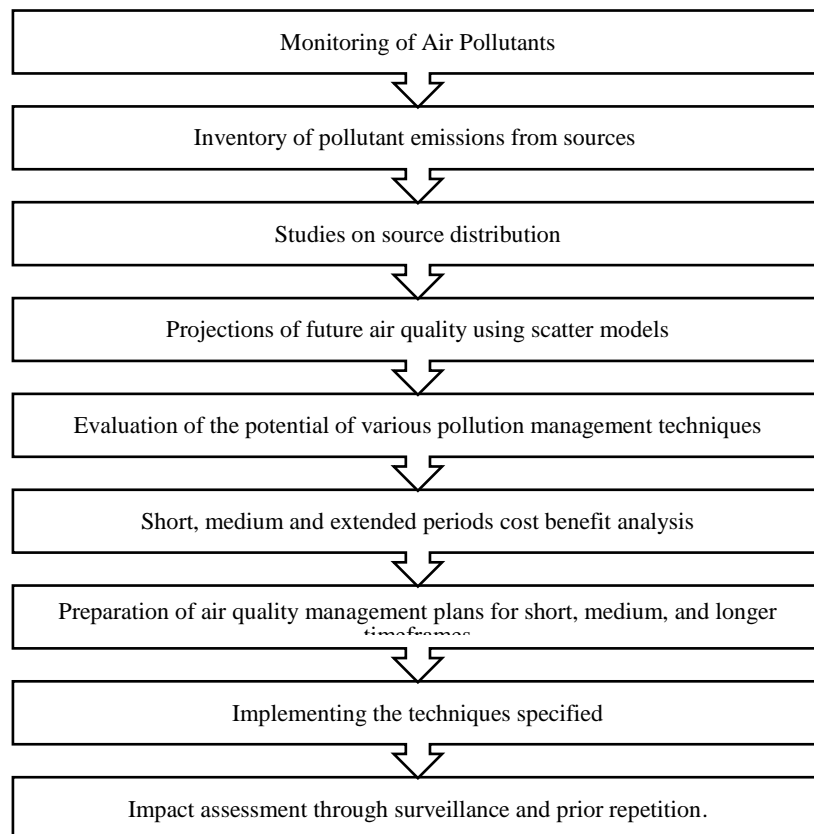 Monitoring of Air Pollutants
Inventory of pollutant emissions from sources
Studies on source distribution
Projections of future air quality using scatter models
Evaluation of the potential of various pollution management techniques
Short, medium and extended periods cost benefit analysis
Preparation of air quality management plans for short, medium, and longer
timeframes
Implementing the techniques specified
Impact assessment through surveillance and prior repetition.